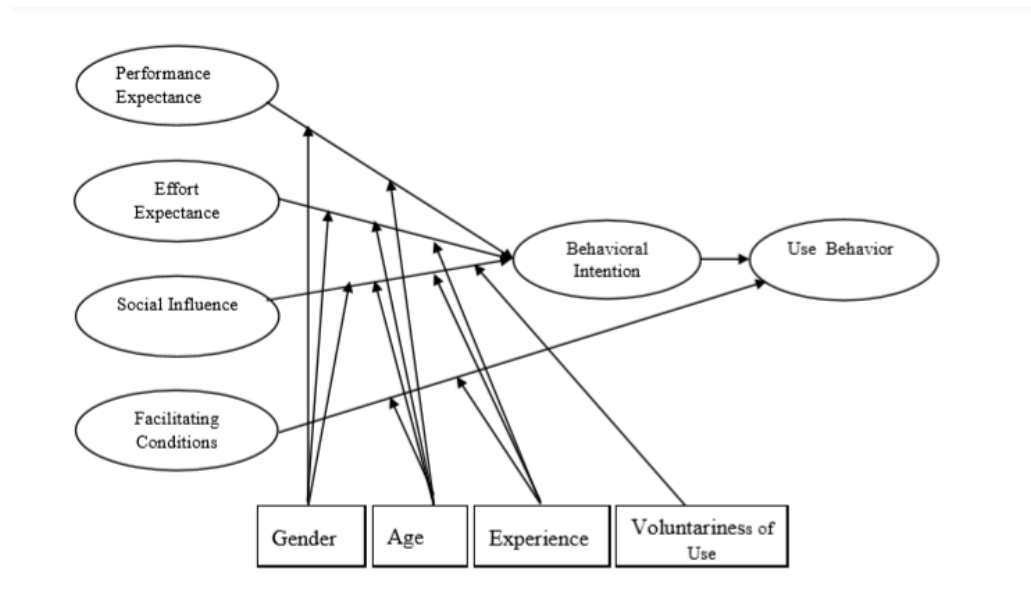 Performance
Expectance
Effort
Expectance
Behavioral
Intention
Use Behavior
Social Influence
Facilitating
Conditions
Gender
Age
Experience
Voluntariness of
Use